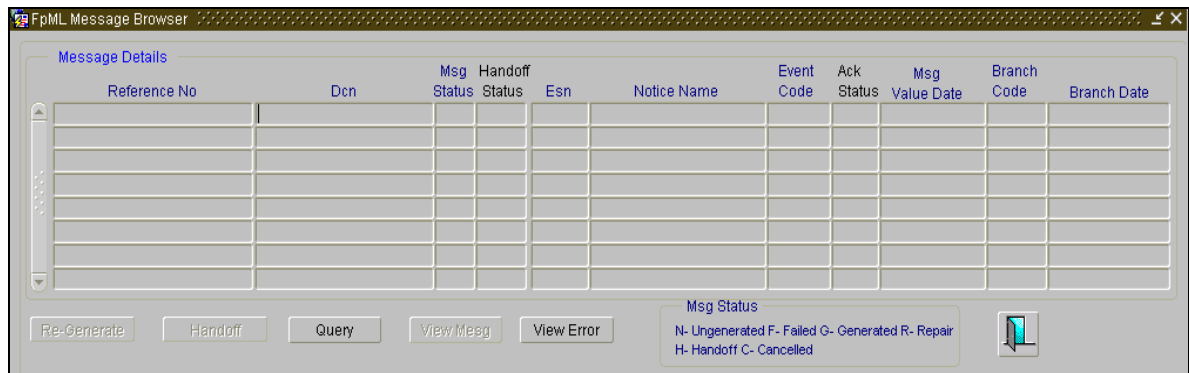 FpML Message Browser
Message Details
Msg Handoff Event Ack Msg Branch
Reference No Dcn Status Status Esn Notice Name Code Status Value Date Code Branch Date
Msg Status
Re-Generate Handoff Query View Mesg View Error N- Ungenerated F- Failed G- Generated R- Repair
H- Handoff C- Cancelled